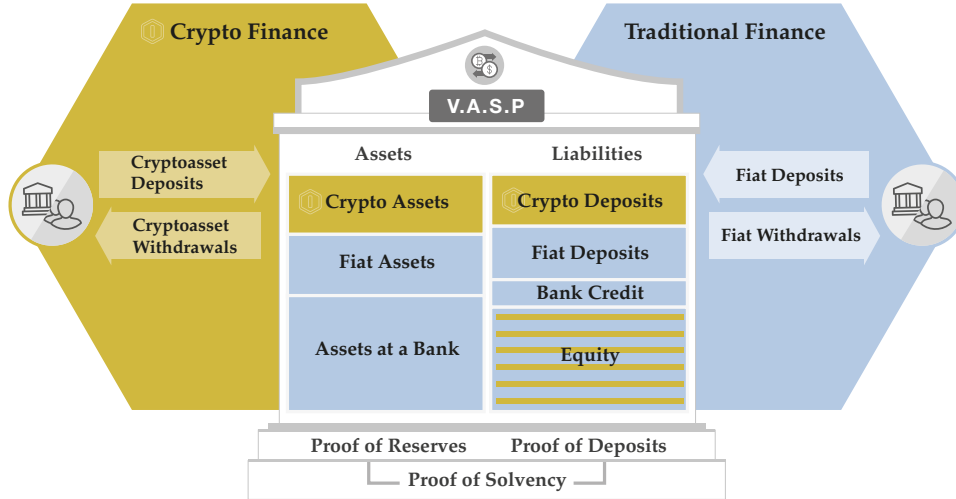 Crypto Finance
Traditional Finance
V.A.S.P
Assets
Liabilities
Cryptoasset
Deposits
Cryptoasset
Withdrawals
Crypto Assets
Fiat Assets
Assets at a Bank
Crypto Deposits
Fiat Deposits
Bank Credit
Equity
Fiat Deposits
Fiat Withdrawals
Proof of Reserves
Proof of Deposits
Proof of Solvency